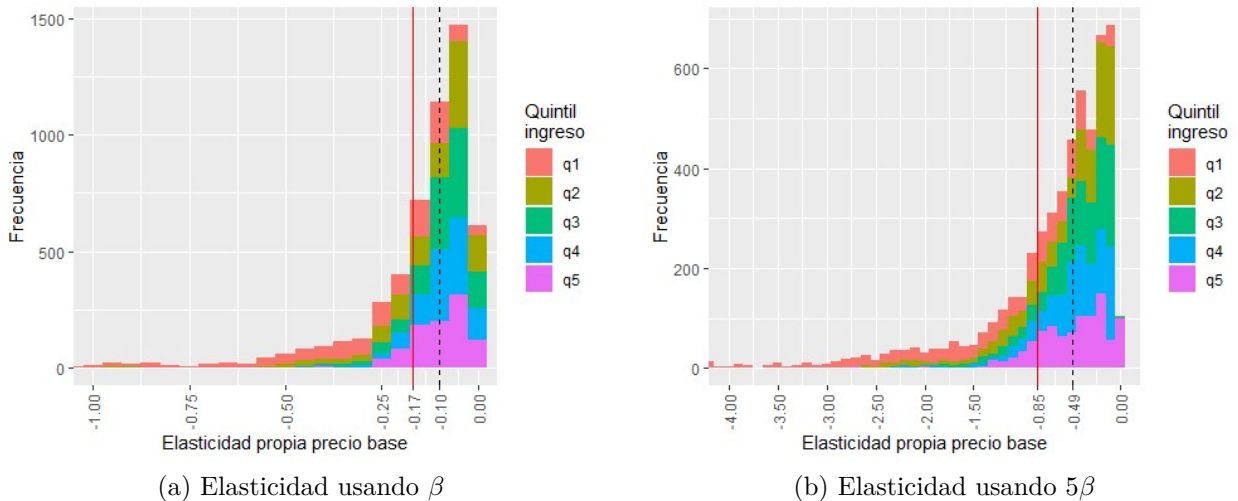 1500
1000
500
0
Frecuencia
-1.00
-0.75
-0.50
-0.25
-0.17
-0.10
0.00
Elasticidad propia precio base
Quintil
ingreso
q1
q2
q3
q4
q5
(a) Elasticidad usando β
600
400
200
0
Frecuencia
-4.00
-3.50
-3.00
-2.50
-2.00
-1.50
-0.85
-0.49
0.00
Elasticidad propia precio base
Quintil
ingreso
q1
q2
q3
q4
q5
(b) Elasticidad usando 5β